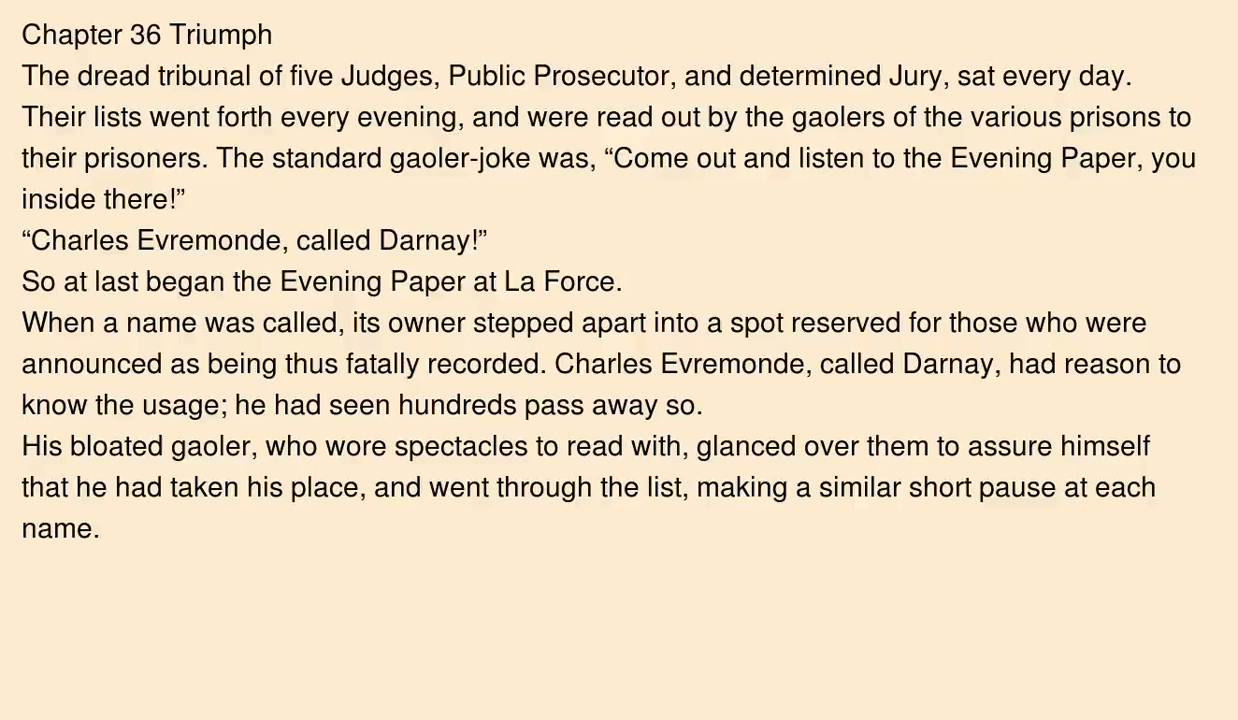 Chapter 36 Triumph
The dread tribunal of five Judges, Public Prosecutor, and determined Jury, sat every day.
Their lists went forth every evening, and were read out by the gaolers of the various prisons to
their prisoners. The standard gaoler-joke was, “Come out and listen to the Evening Paper, you
inside there!”
“Charles Evremonde, called Darnay!”
So at last began the Evening Paper at La Force.
When a name was called, its owner stepped apart into a spot reserved for those who were
announced as being thus fatally recorded. Charles Evremonde, called Darnay, had reason to
know the usage; he had seen hundreds pass away so.
His bloated gaoler, who wore spectacles to read with, glanced over them to assure himself
that he had taken his place, and went through the list, making a similar short pause at each
name.